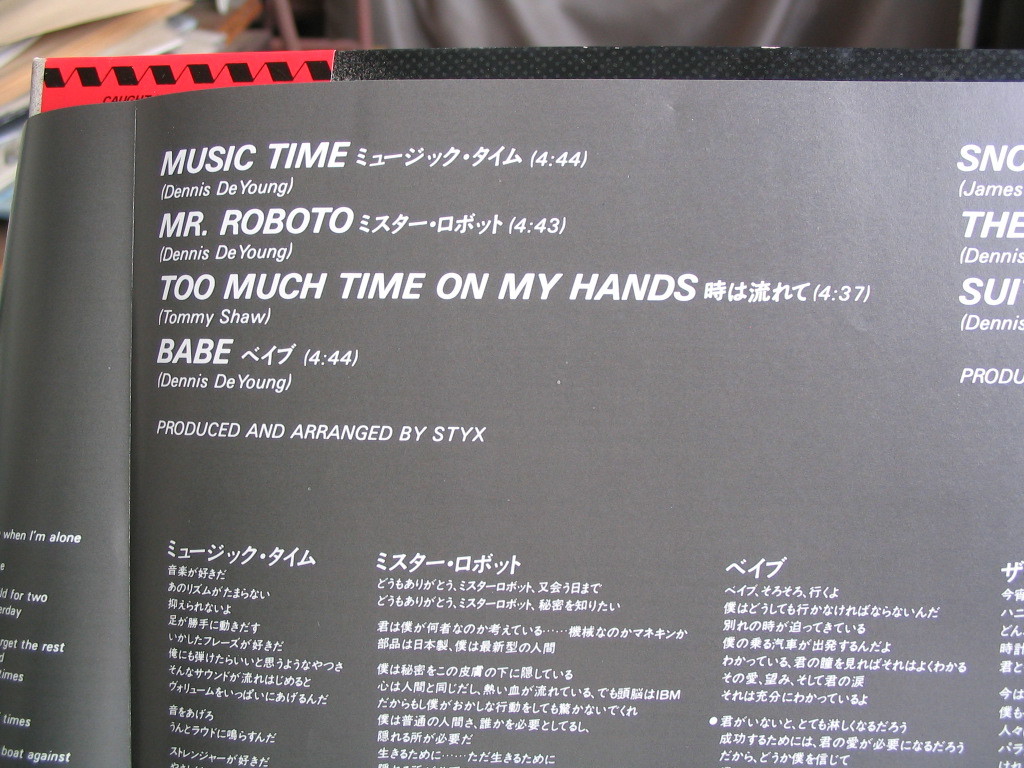 CAUGHT
MUSIC TIME ミュージック・タイム (4:44)
(Dennis DeYoung)
MR. ROBOTO ミスター・ロボット (4:43)
(Dennis DeYoung)
TOO MUCH TIME ON MY HANDS 時は流れて (4:37)
(Tommy Shaw)
BABE ベイブ (4:44)
(Dennis DeYoung)
PRODUCED AND ARRANGED BY STYX
SNO
(James
THE
(Dennis
SUI
(Dennis
PRODU
when I'm alone
e
ld for two
erday
rget the rest
d
times
times
boat against
ミュージック・タイム
音楽が好きだ
あのリズムがたまらない
抑えられないよ
足が勝手に動きだす
いかしたフレーズが好きだ
俺にも弾けたらいいと思うようなやつさ
そんなサウンドが流れはじめると
ヴォリュームをいっぱいにあげるんだ
音をあげろ
うんとラウドに鳴らすんだ
ストレンジャーが好きだ
ミスター・ロボット
どうもありがとう、ミスターロボット、又会う日まで
どうもありがとう、ミスターロボット、秘密を知りたい
君は僕が何者なのか考えている……機械なのかマネキンか
部品は日本製、僕は最新型の人間
僕は秘密をこの皮膚の下に隠している
心は人間と同じだし、熱い血が流れている、でも頭脳はIBM
だからもし僕がおかしな行動をしても驚かないでくれ
僕は普通の人間さ、誰かを必要としてるし、
隠れる所が必要だ
生きるために……ただ生きるために
ベイブ
ベイブ、そろそろ、行くよ
僕はどうしても行かなければならないんだ
別れの時が迫ってきている
僕の乗る汽車が出発するんだよ
わかっている、君の瞳を見ればそれはよくわかる
その愛、望み、そして君の涙
それは充分にわかっているよ
●君がいないと、とても淋しくなるだろう
成功するためには、君の愛が必要になるだろう
だから、どうか僕を信じて
ザ
今宵
ハニ
どん
時計
君と
今は
僕も
人々
パラ